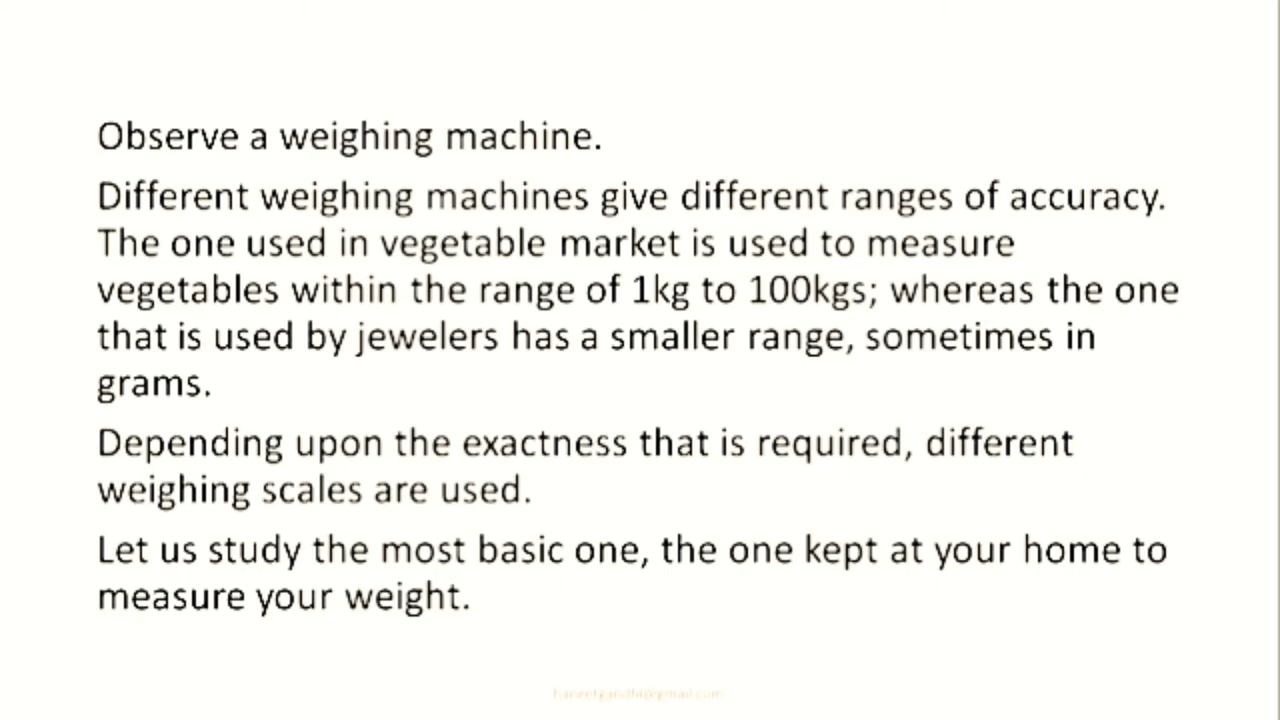 Observe a weighing machine.
Different weighing machines give different ranges of accuracy.
The one used in vegetable market is used to measure
vegetables within the range of 1kg to 100kgs; whereas the one
that is used by jewelers has a smaller range, sometimes in
grams.
Depending upon the exactness that is required, different
weighing scales are used.
Let us study the most basic one, the one kept at your home to
measure your weight.